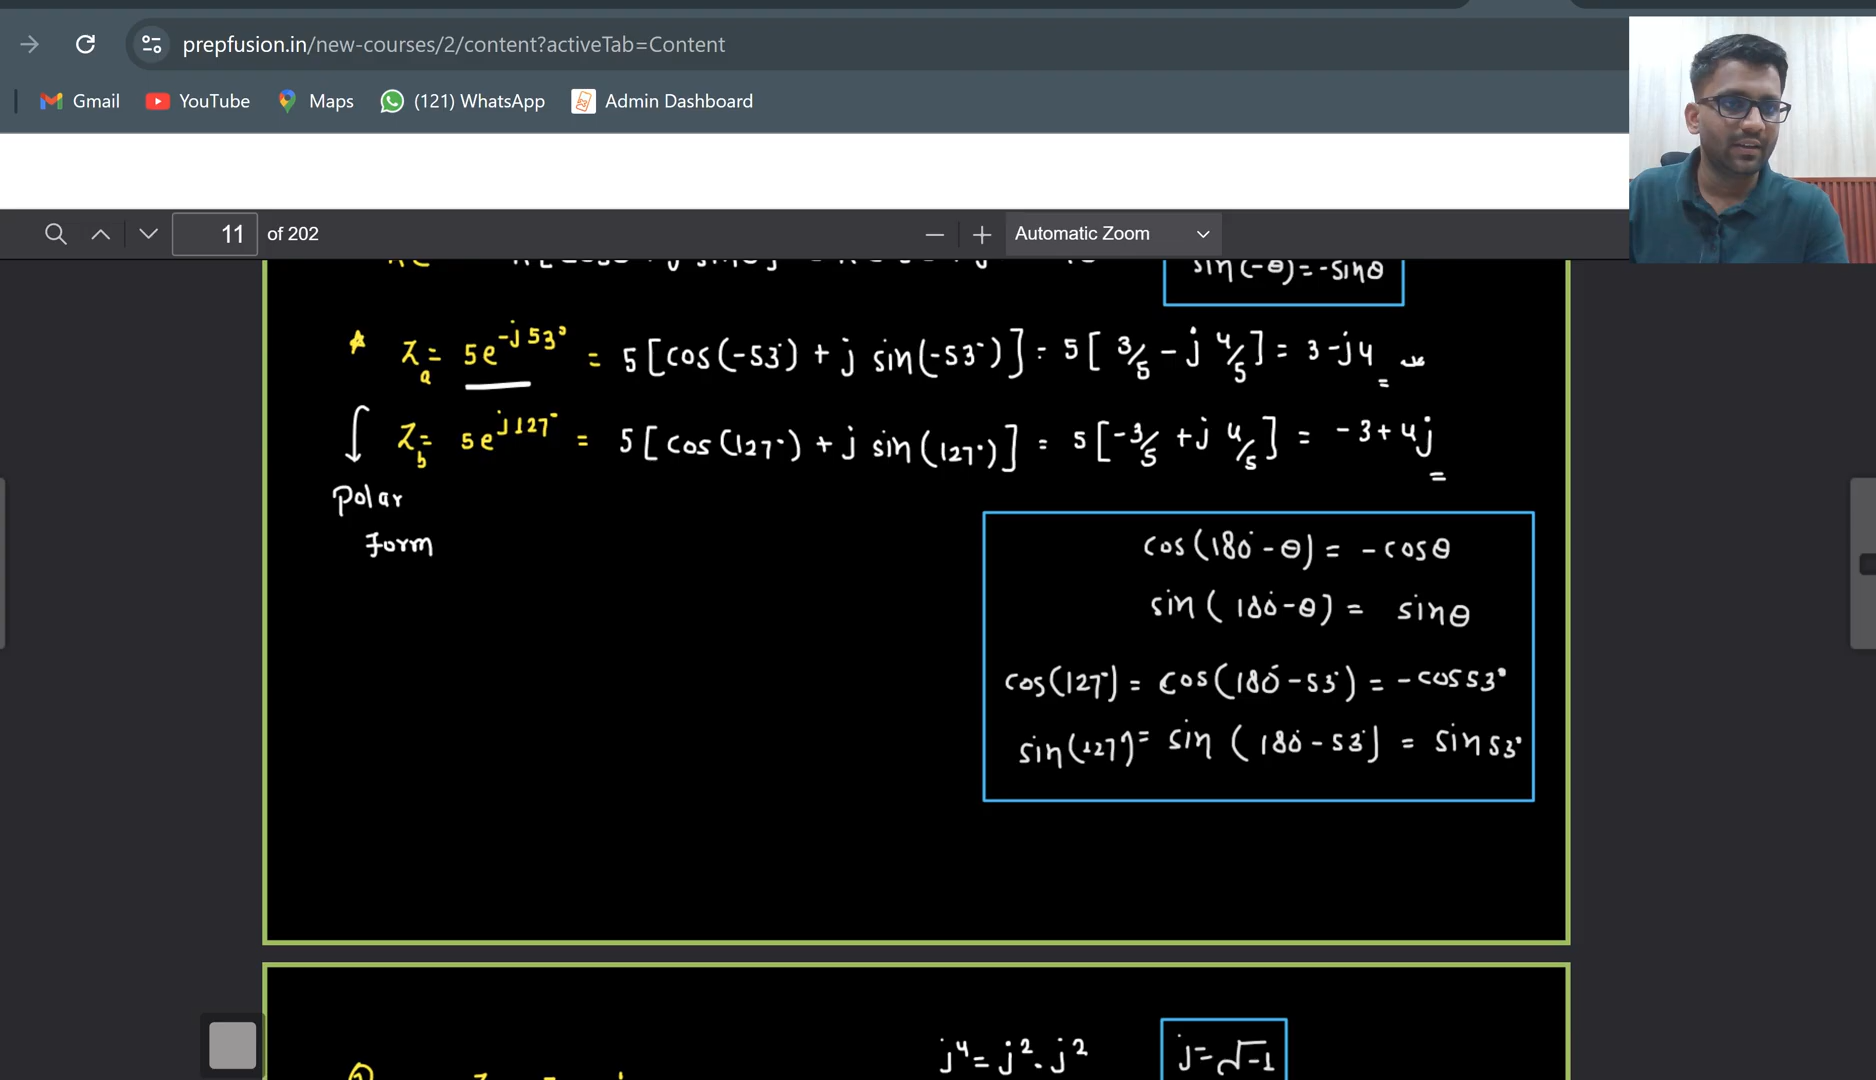 prepfusion.in/new-courses/2/content?activeTab=Content
Gmail YouTube Maps (121) WhatsApp Admin Dashboard
11 of 202 Automatic Zoom
sin(-θ)=-sinθ
Z_a = 5e^{-j53°} = 5[cos(-53°) + j sin(-53°)] = 5[3/5 - j 4/5] = 3-j4
Z_b = 5e^{j127°} = 5[cos(127°) + j sin(127°)] = 5[-3/5 + j 4/5] = -3+4j
Polar
Form
cos(180°-θ) = -cosθ
sin(180°-θ) = sinθ
cos(127°) = cos(180°-53°) = -cos53°
sin(127°) = sin(180°-53°) = sin53°
j⁴ = j² . j²
j=√-1